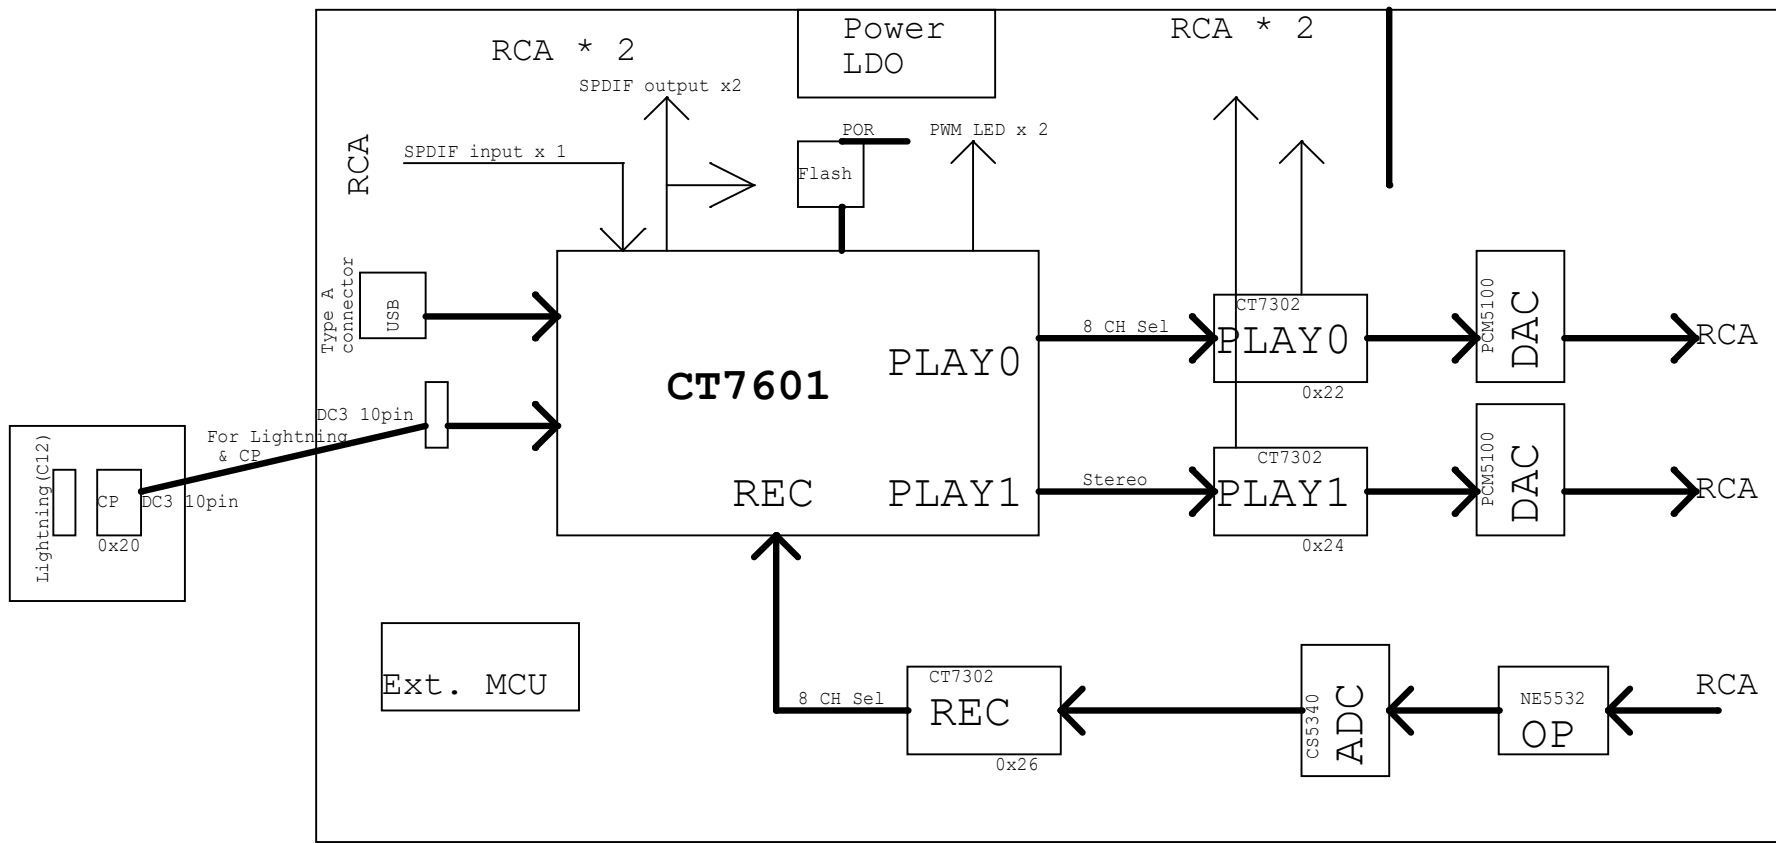 RCA * 2
Power
LDO
RCA * 2
SPDIF output x2
RCA
SPDIF input x 1
POR
PWM LED x 2
Flash
Type A
connector
USB
CT7601
PLAY0
PLAY1
REC
8 CH Sel
CT7302
PLAY0
0x22
PCM5100
DAC
RCA
Stereo
CT7302
PLAY1
0x24
PCM5100
DAC
RCA
DC3 10pin
For Lightning
& CP
Lightning(C12)
CP
DC3 10pin
0x20
Ext. MCU
8 CH Sel
CT7302
REC
0x26
CS5340
ADC
NE5532
OP
RCA